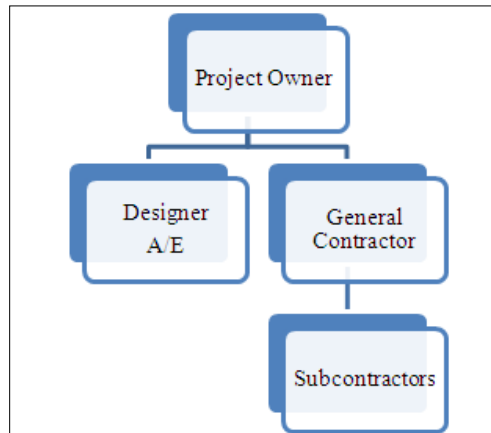 Project Owner
Designer
A/E
General
Contractor
Subcontractors